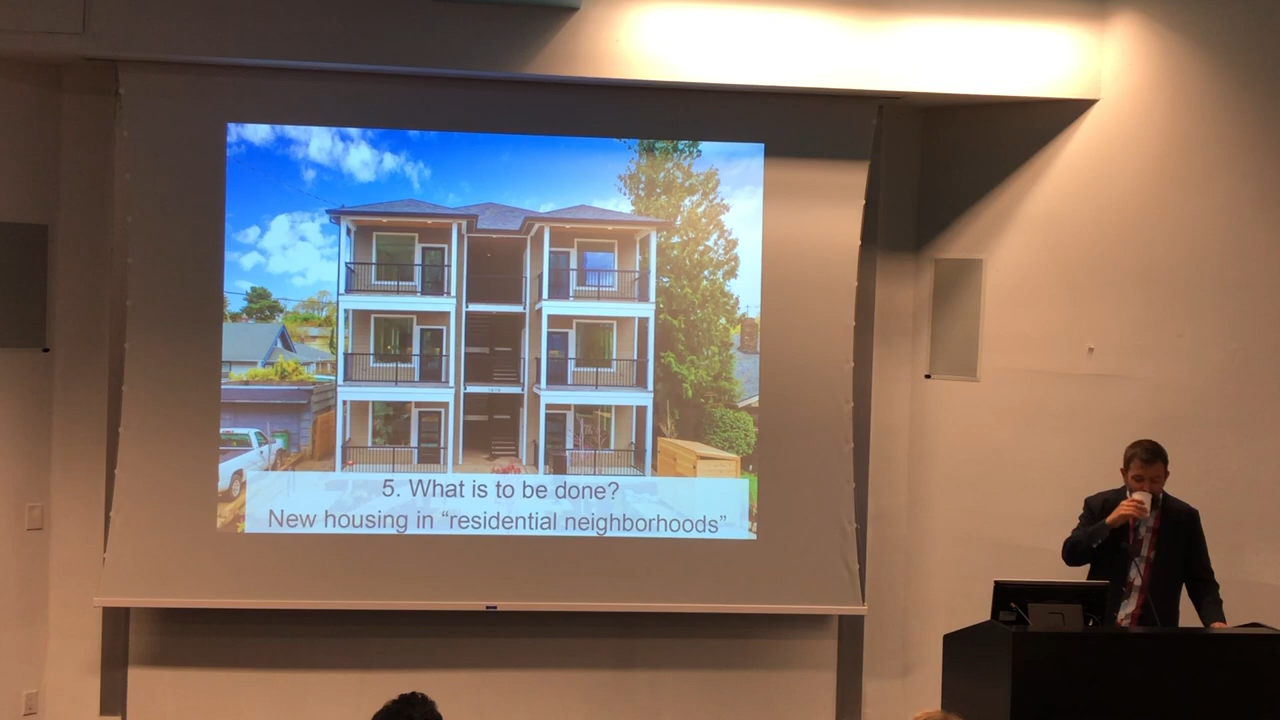 5. What is to be done?
New housing in “residential neighborhoods”